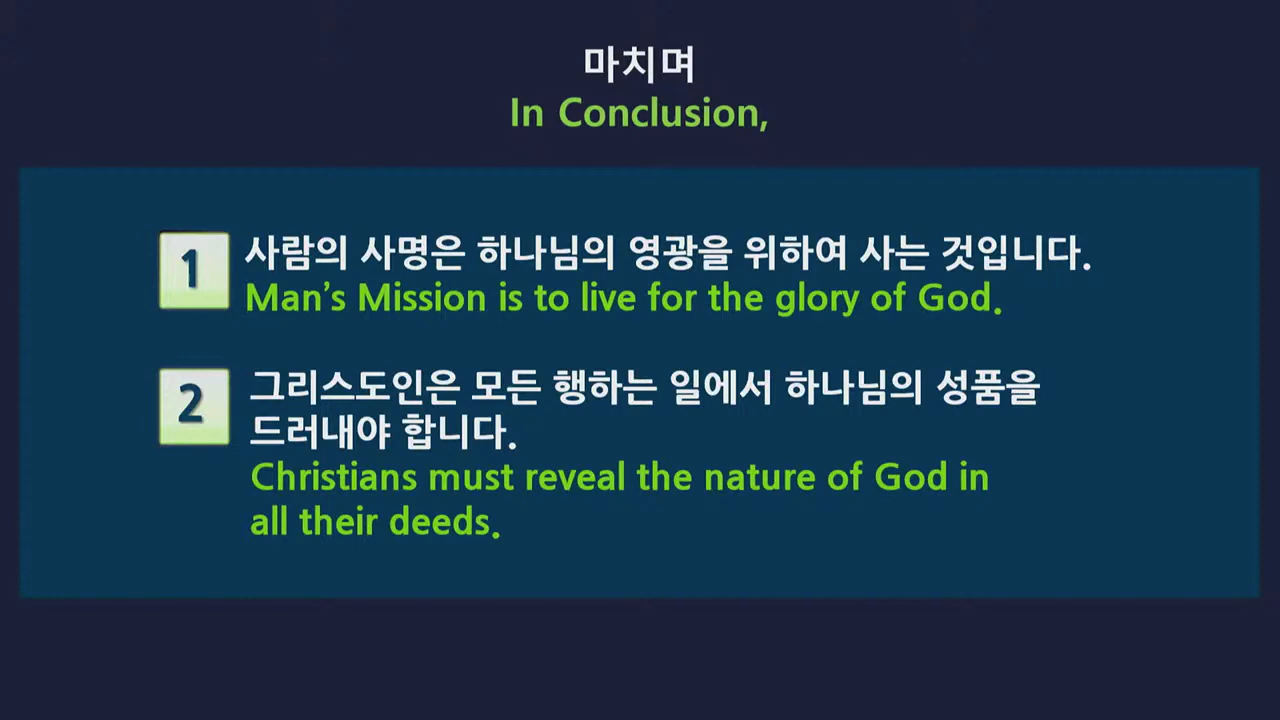 마치며
In Conclusion,
1
사람의 사명은 하나님의 영광을 위하여 사는 것입니다.
Man’s Mission is to live for the glory of God.
2
그리스도인은 모든 행하는 일에서 하나님의 성품을
드러내야 합니다.
Christians must reveal the nature of God in
all their deeds.